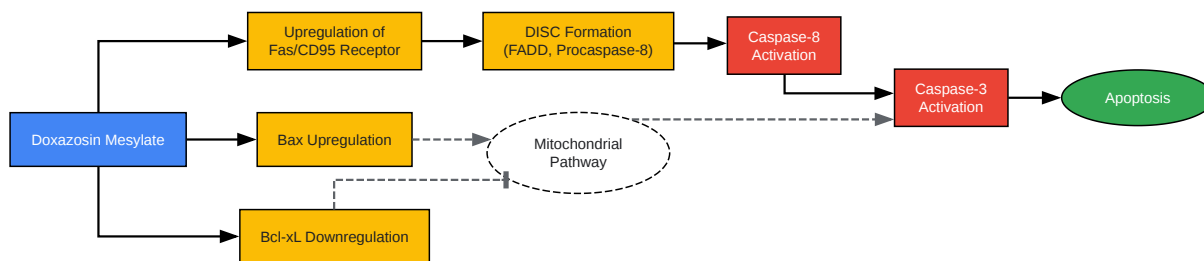 Upregulation of
Fas/CD95 Receptor
DISC Formation
(FADD, Procaspase-8)
Caspase-8
Activation
Caspase-3
Activation
Apoptosis
Doxazosin Mesylate
Bax Upregulation
Mitochondrial
Pathway
Bcl-xL Downregulation